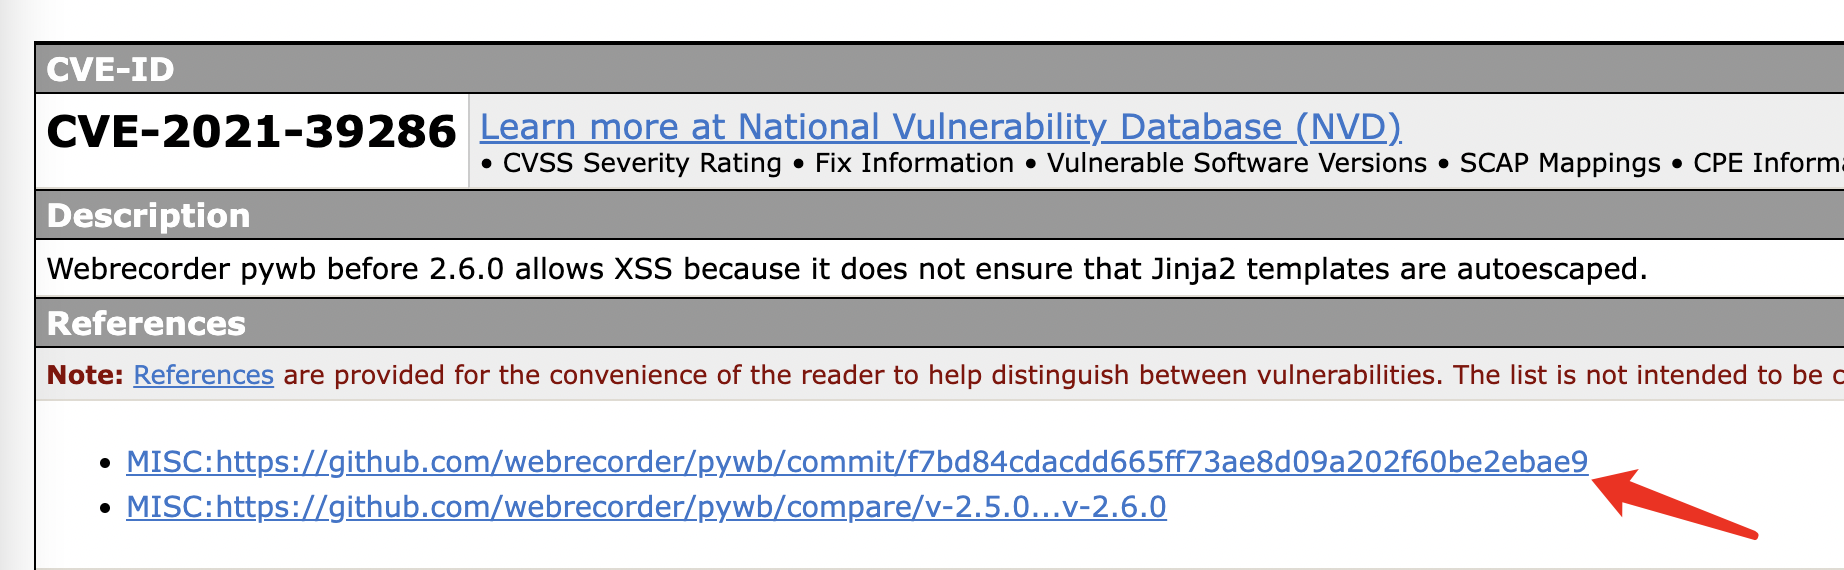 CVE-ID
CVE-2021-39286
Learn more at National Vulnerability Database (NVD)
• CVSS Severity Rating • Fix Information • Vulnerable Software Versions • SCAP Mappings • CPE Informa
Description
Webrecorder pywb before 2.6.0 allows XSS because it does not ensure that Jinja2 templates are autoescaped.
References
Note: References are provided for the convenience of the reader to help distinguish between vulnerabilities. The list is not intended to be c
• MISC:https://github.com/webrecorder/pywb/commit/f7bd84cdacdd665ff73ae8d09a202f60be2ebae9
• MISC:https://github.com/webrecorder/pywb/compare/v-2.5.0...v-2.6.0